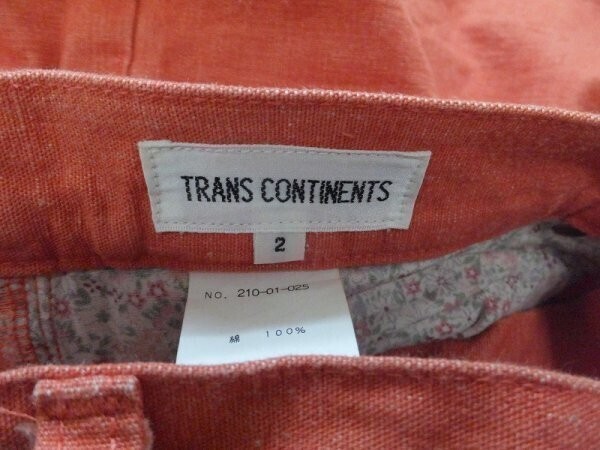 TRANS CONTINENTS
2
NO. 210-01-025
綿 100%